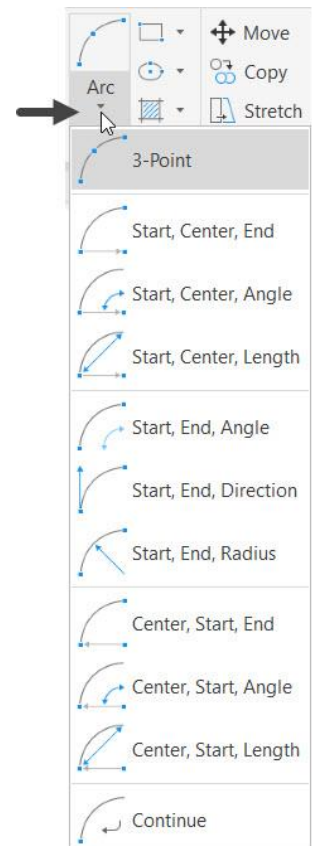 Move
Copy
Arc
Stretch
3-Point
Start, Center, End
Start, Center, Angle
Start, Center, Length
Start, End, Angle
Start, End, Direction
Start, End, Radius
Center, Start, End
Center, Start, Angle
Center, Start, Length
Continue